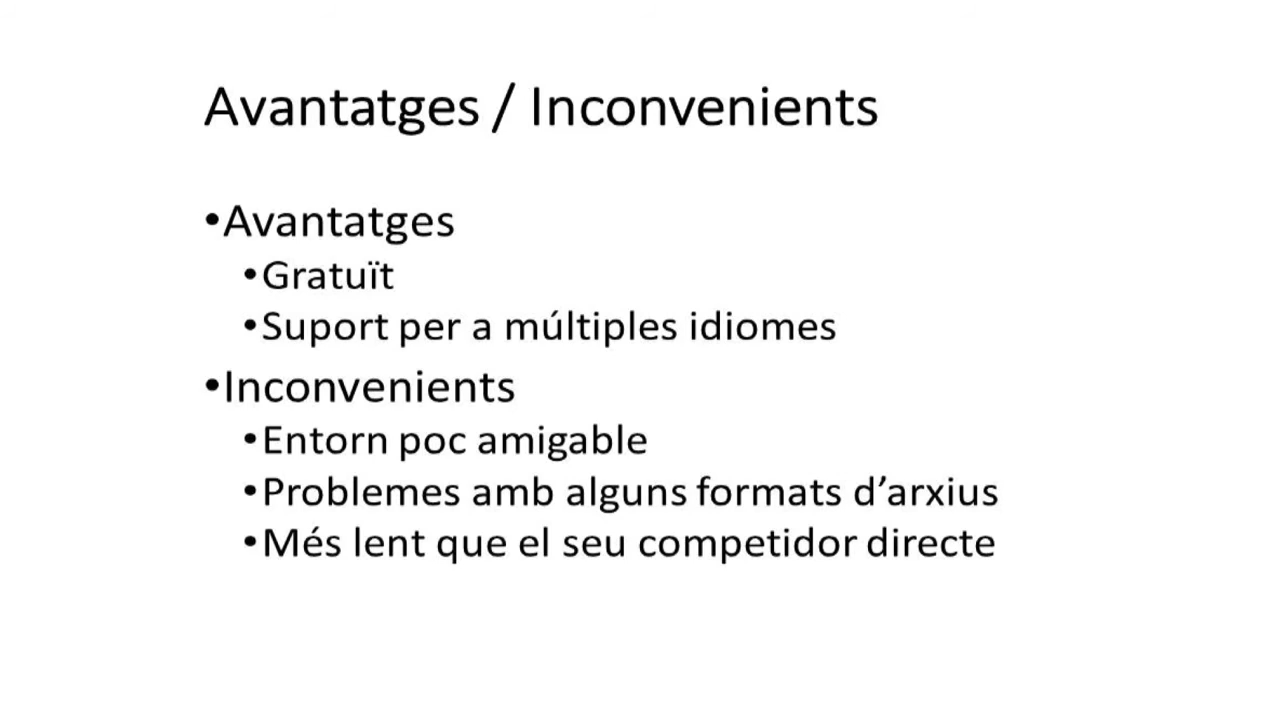 Avantatges / Inconvenients
•Avantatges
•Gratuït
•Suport per a múltiples idiomes
•Inconvenients
•Entorn poc amigable
•Problemes amb alguns formats d’arxius
•Més lent que el seu competidor directe